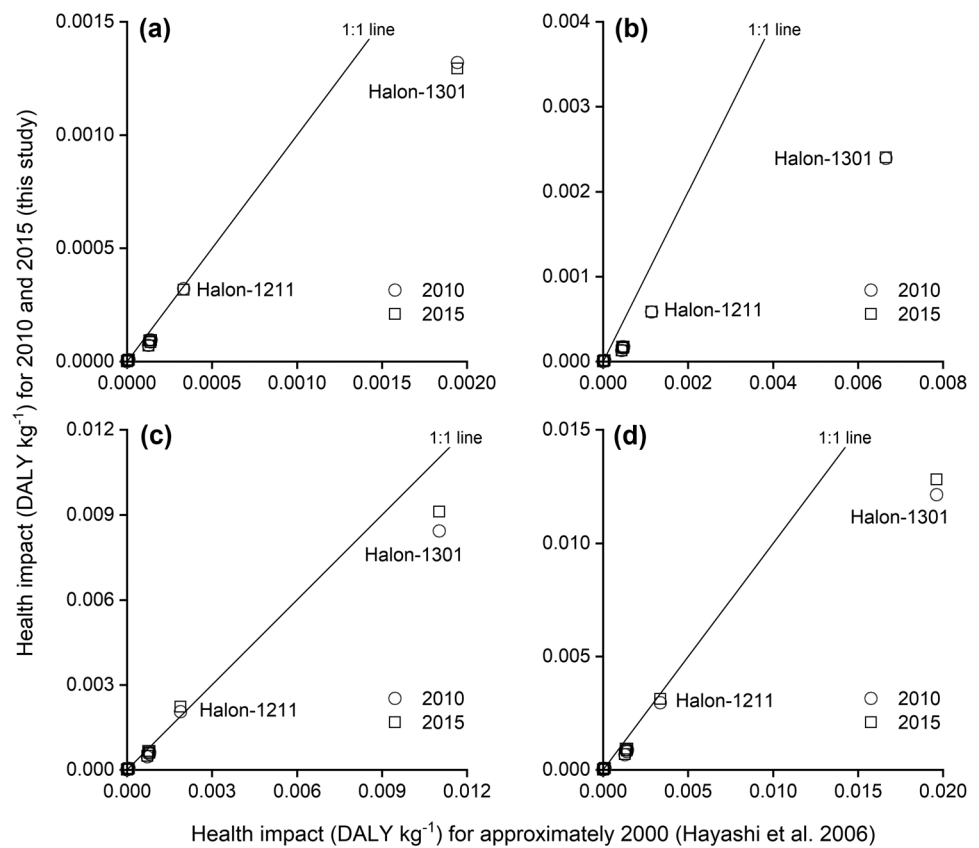 Health impact (DALY kg⁻¹) for 2010 and 2015 (this study)
(a)
1:1 line
0.0015
0.0010
0.0005
0.0000
Halon-1301
Halon-1211
2010
2015
0.0000 0.0005 0.0010 0.0015 0.0020
(b)
1:1 line
0.004
0.003
0.002
0.001
0.000
Halon-1301
Halon-1211
2010
2015
0.000 0.002 0.004 0.006 0.008
(c)
1:1 line
0.012
0.009
0.006
0.003
0.000
Halon-1301
Halon-1211
2010
2015
0.000 0.003 0.006 0.009 0.012
(d)
1:1 line
0.015
0.010
0.005
0.000
Halon-1301
Halon-1211
2010
2015
0.000 0.005 0.010 0.015 0.020
Health impact (DALY kg⁻¹) for approximately 2000 (Hayashi et al. 2006)